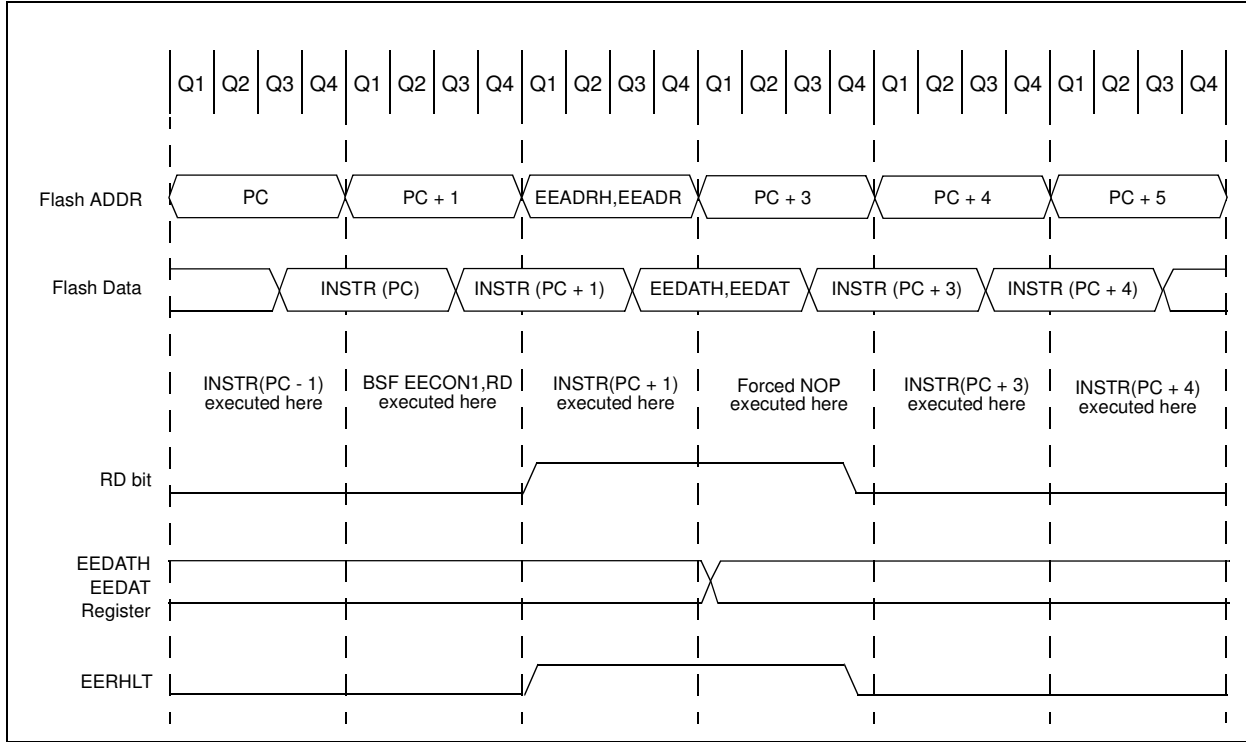 Q1 Q2 Q3 Q4 Q1 Q2 Q3 Q4 Q1 Q2 Q3 Q4 Q1 Q2 Q3 Q4 Q1 Q2 Q3 Q4 Q1 Q2 Q3 Q4
Flash ADDR PC PC + 1 EEADRH,EEADR PC + 3 PC + 4 PC + 5
Flash Data INSTR (PC) INSTR (PC + 1) EEDATH,EEDAT INSTR (PC + 3) INSTR (PC + 4)
INSTR(PC - 1)
executed here
BSF EECON1,RD
executed here
INSTR(PC + 1)
executed here
Forced NOP
executed here
INSTR(PC + 3)
executed here
INSTR(PC + 4)
executed here
RD bit
EEDATH
EEDAT
Register
EERHLT